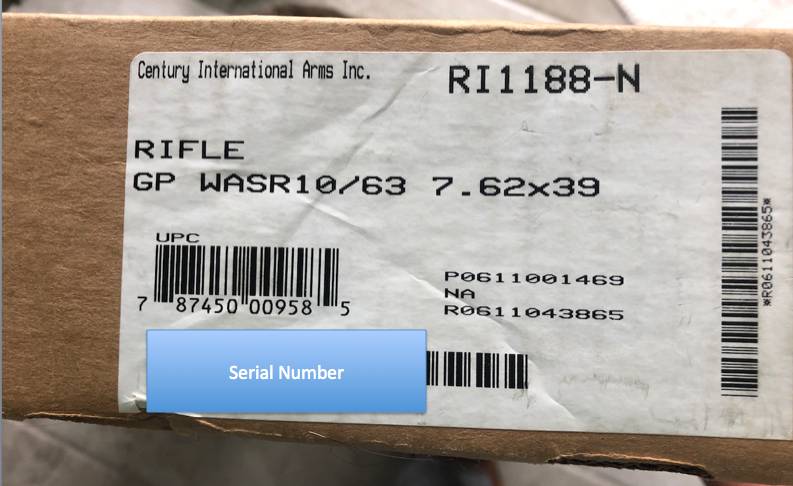 Century International Arms Inc.
RI1188-N
RIFLE
GP WASR10/63 7.62x39
UPC
7 87450 00958 5
P0611001469
NA
R0611043865
*R0611043865*
Serial Number